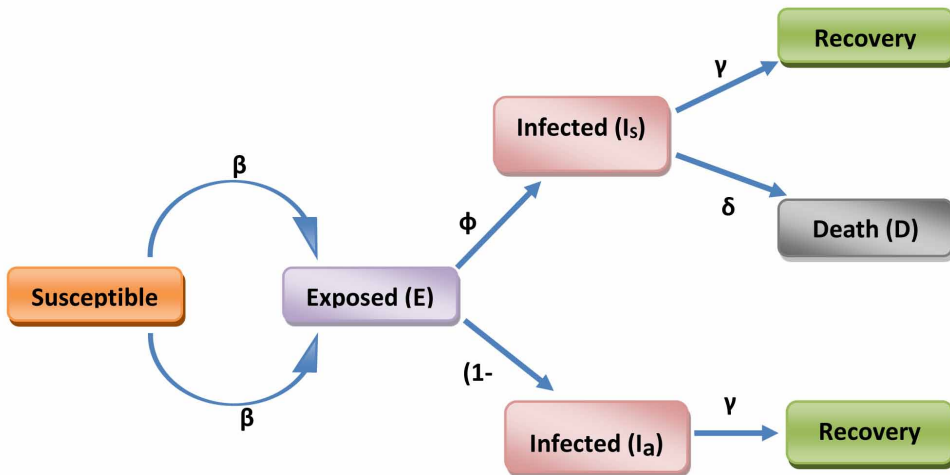 Recovery
γ
Infected (Iₛ)
β
δ
Φ
Death (D)
Susceptible
Exposed (E)
(1-
γ
β
Infected (Iₐ)
Recovery